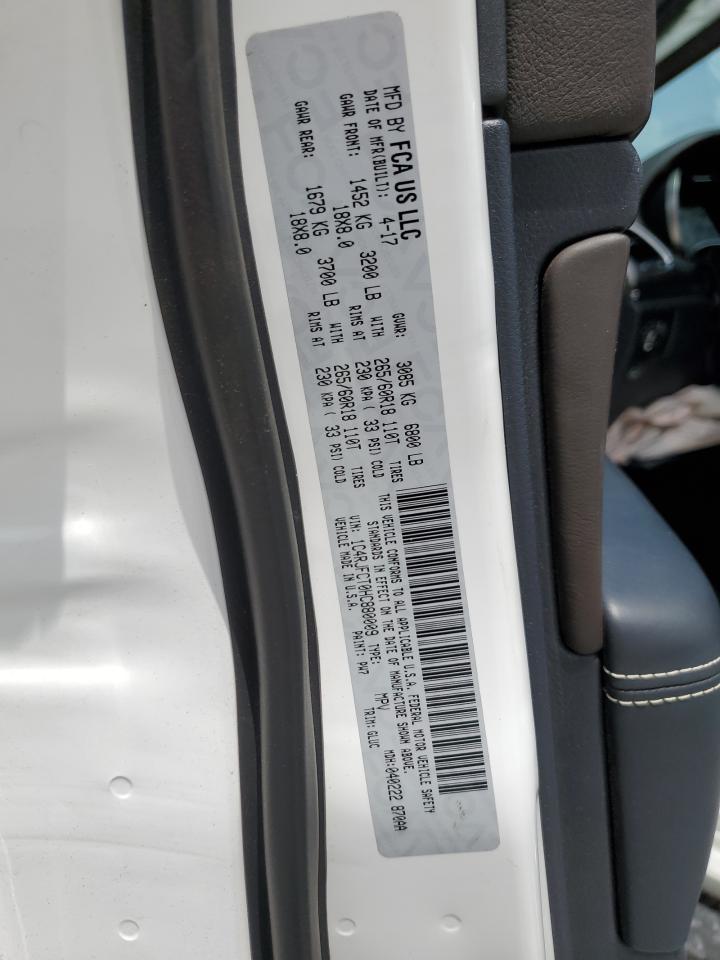 MFD BY FCA US LLC
DATE OF MFR(BUILT): 4-17 GVWR: 3085 KG 6800 LB
GAWR FRONT: 1452 KG 3200 LB WITH 265/60R18 110T TIRES
18X8.0 RIMS AT 230 KPA ( 33 PSI) COLD
GAWR REAR: 1679 KG 3700 LB WITH 265/60R18 110T TIRES
18X8.0 RIMS AT 230 KPA ( 33 PSI) COLD
THIS VEHICLE CONFORMS TO ALL APPLICABLE U.S.A. FEDERAL MOTOR VEHICLE SAFETY
STANDARDS IN EFFECT ON THE DATE OF MANUFACTURE SHOWN ABOVE.
VIN: 1C4RJFCT0HC880009 TYPE: MPV MDH:040222 870AA
VEHICLE MADE IN U.S.A. PAINT: PW7 TRIM: GLUC